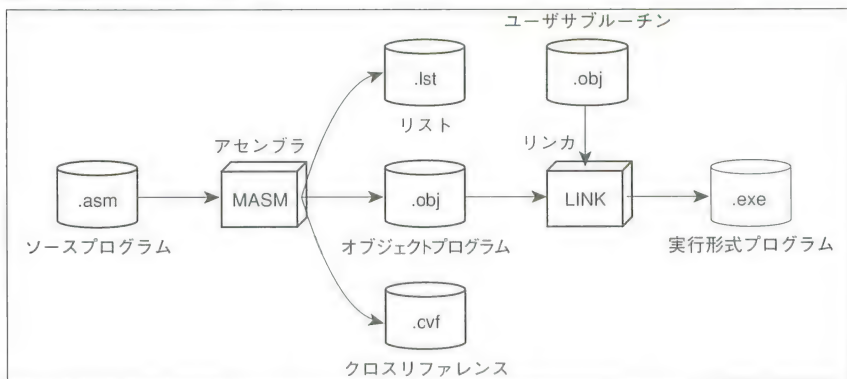 ユーザサブルーチン
.lst
.obj
リスト
アセンブラ
リンカ
.asm
MASM
.obj
LINK
.exe
ソースプログラム
オブジェクトプログラム
実行形式プログラム
.cvf
クロスリファレンス